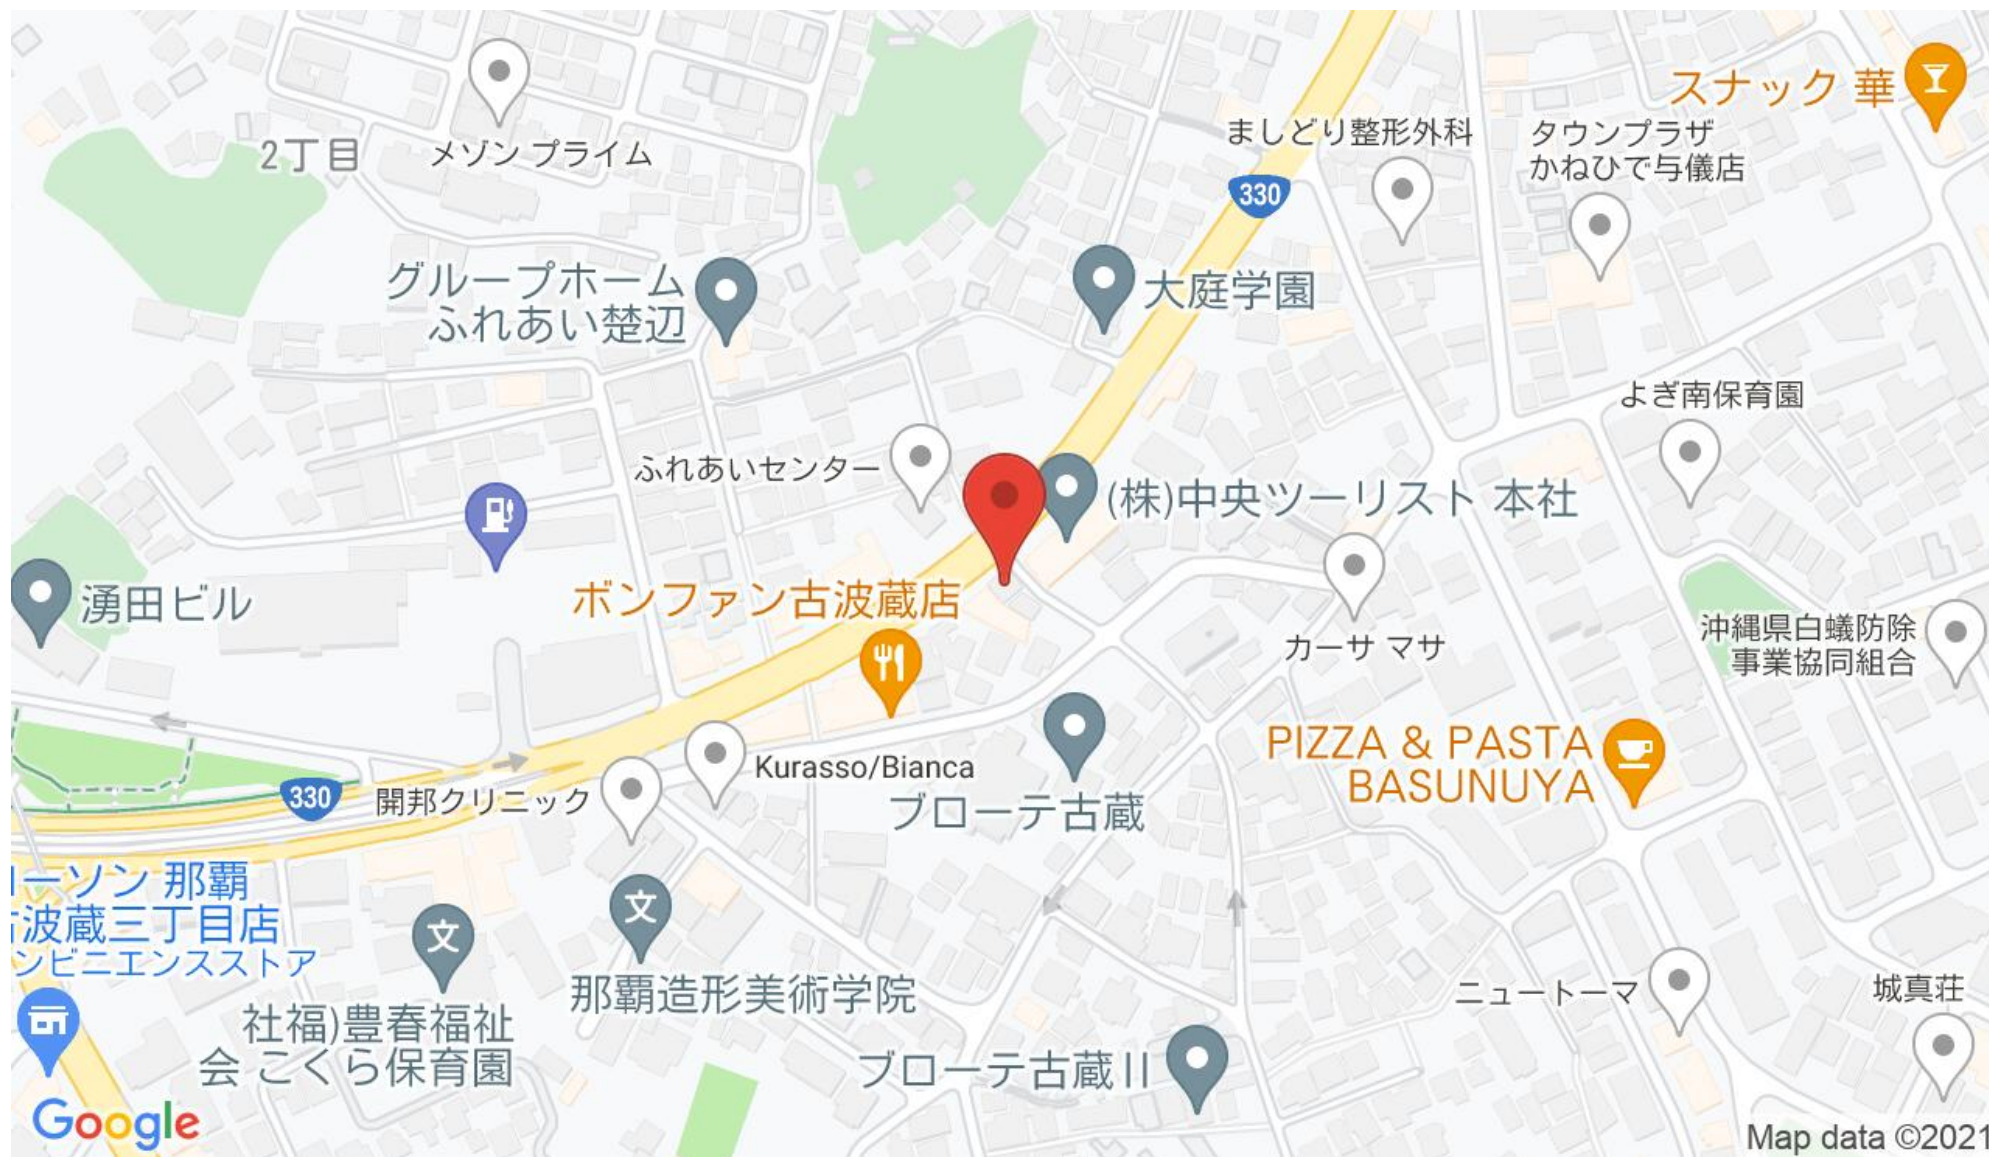 スナック 華
ましどり整形外科
タウンプラザ
かねひで与儀店
2丁目
メゾン プライム
330
グループホーム
ふれあい楚辺
大庭学園
よぎ南保育園
ふれあいセンター
(株)中央ツーリスト 本社
湧田ビル
ボンファン古波蔵店
カーサ マサ
沖縄県白蟻防除
事業協同組合
PIZZA & PASTA
BASUNUYA
Kurasso/Bianca
330
開邦クリニック
ブローテ古蔵
ーソン 那覇
波蔵三丁目店
ンビニエンスストア
文
文
那覇造形美術学院
ニュートーマ
城真荘
社福)豊春福祉
会 こくら保育園
ブローテ古蔵II
Google
Map data ©2021